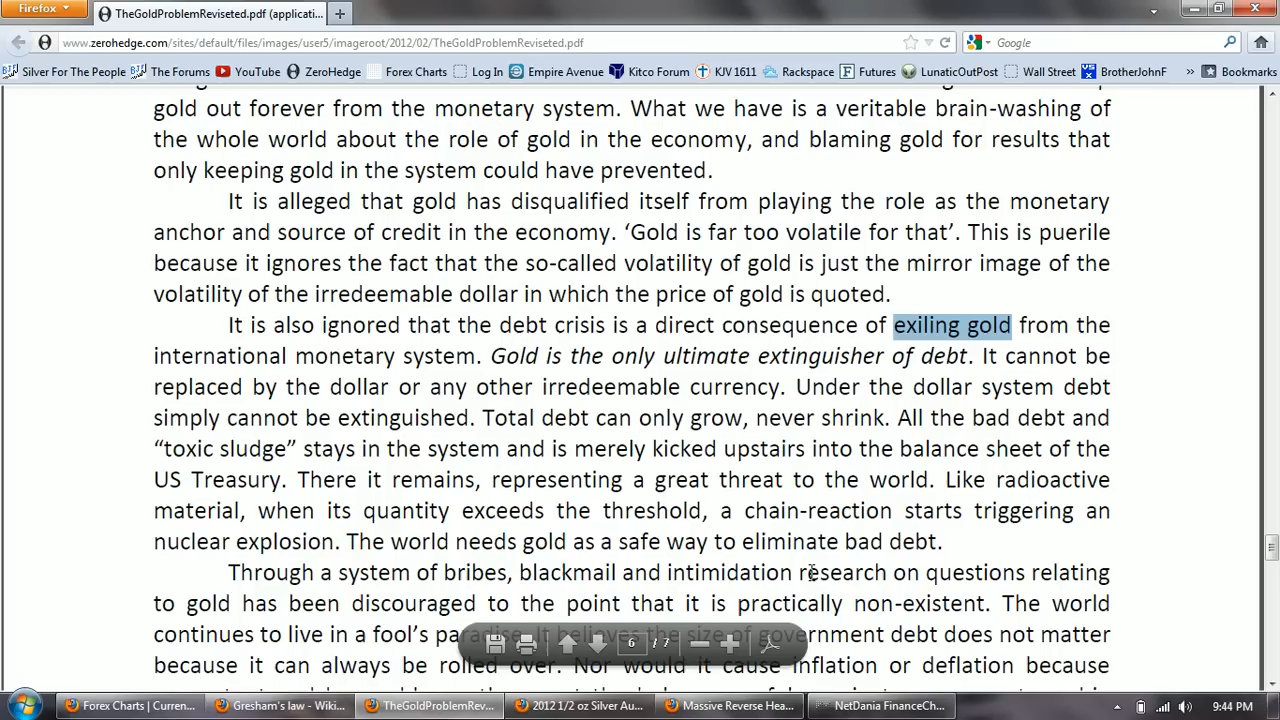 Firefox
TheGoldProblemReviseted.pdf (applicati...
www.zerohedge.com/sites/default/files/images/user5/imageroot/2012/02/TheGoldProblemReviseted.pdf
Google
Silver For The People
The Forums
YouTube
ZeroHedge
Forex Charts
Log In
Empire Avenue
Kitco Forum
KJV 1611
Rackspace
Futures
LunaticOutPost
Wall Street
BrotherJohnF
»
Bookmarks
gold out forever from the monetary system. What we have is a veritable brain-washing of
the whole world about the role of gold in the economy, and blaming gold for results that
only keeping gold in the system could have prevented.
It is alleged that gold has disqualified itself from playing the role as the monetary
anchor and source of credit in the economy. ‘Gold is far too volatile for that’. This is puerile
because it ignores the fact that the so-called volatility of gold is just the mirror image of the
volatility of the irredeemable dollar in which the price of gold is quoted.
It is also ignored that the debt crisis is a direct consequence of exiling gold from the
international monetary system. Gold is the only ultimate extinguisher of debt. It cannot be
replaced by the dollar or any other irredeemable currency. Under the dollar system debt
simply cannot be extinguished. Total debt can only grow, never shrink. All the bad debt and
“toxic sludge” stays in the system and is merely kicked upstairs into the balance sheet of the
US Treasury. There it remains, representing a great threat to the world. Like radioactive
material, when its quantity exceeds the threshold, a chain-reaction starts triggering an
nuclear explosion. The world needs gold as a safe way to eliminate bad debt.
Through a system of bribes, blackmail and intimidation research on questions relating
to gold has been discouraged to the point that it is practically non-existent. The world
continues to live in a fool’s paradise. It believes the size of government debt does not matter
because it can always be rolled over. Nor would it cause inflation or deflation because
6 / 7
Forex Charts | Curren...
Gresham's law - Wiki...
TheGoldProblemRev...
2012 1/2 oz Silver Au...
Massive Reverse Hea...
NetDania FinanceCh...
9:44 PM